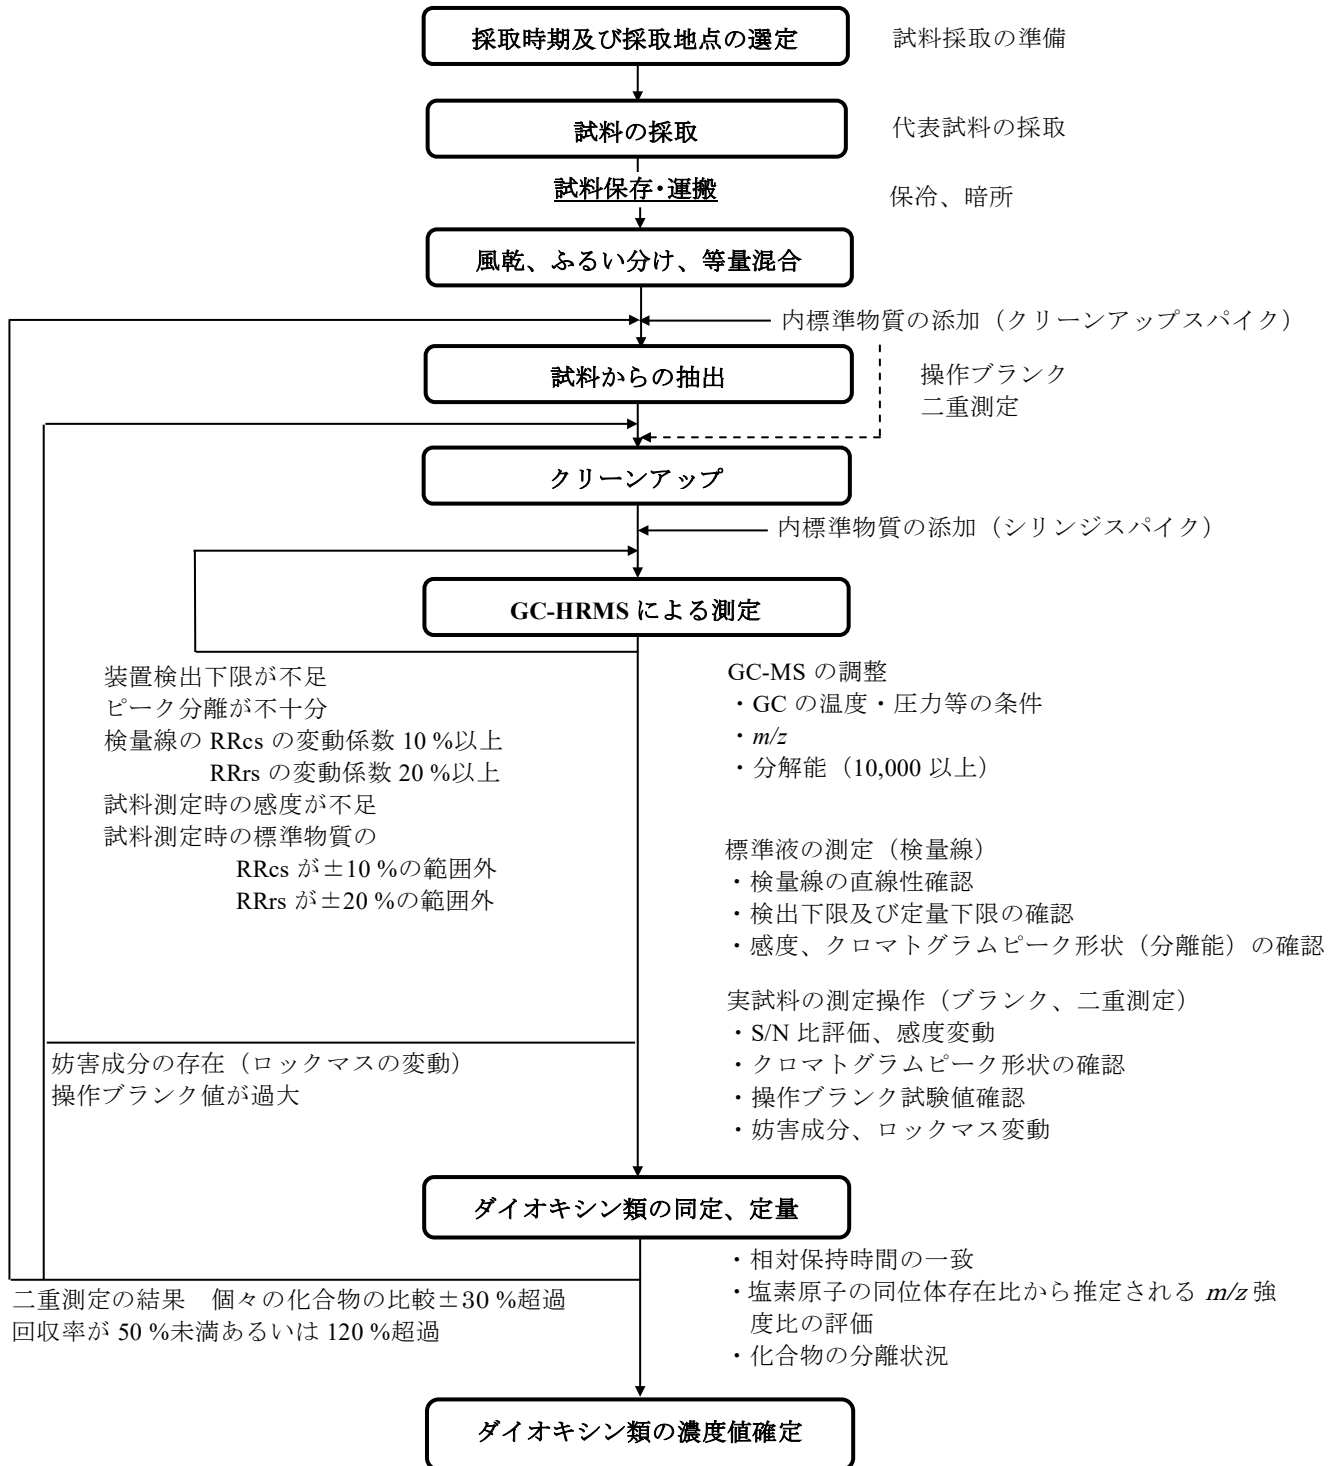 採取時期及び採取地点の選定
試料採取の準備
試料の採取
代表試料の採取
試料保存・運搬
保冷、暗所
風乾、ふるい分け、等量混合
内標準物質の添加（クリーンアップスパイク）
試料からの抽出
操作ブランク
二重測定
クリーンアップ
内標準物質の添加（シリンジスパイク）
GC-HRMS による測定
装置検出下限が不足
ピーク分離が不十分
検量線の RRcs の変動係数 10 %以上
RRrs の変動係数 20 %以上
試料測定時の感度が不足
試料測定時の標準物質の
RRcs が±10 %の範囲外
RRrs が±20 %の範囲外
GC-MS の調整
・GC の温度・圧力等の条件
・m/z
・分解能（10,000 以上）
標準液の測定（検量線）
・検量線の直線性確認
・検出下限及び定量下限の確認
・感度、クロマトグラムピーク形状（分離能）の確認
実試料の測定操作（ブランク、二重測定）
・S/N 比評価、感度変動
・クロマトグラムピーク形状の確認
・操作ブランク試験値確認
・妨害成分、ロックマス変動
妨害成分の存在（ロックマスの変動）
操作ブランク値が過大
ダイオキシン類の同定、定量
・相対保持時間の一致
・塩素原子の同位体存在比から推定される m/z 強
度比の評価
・化合物の分離状況
二重測定の結果　個々の化合物の比較±30 %超過
回収率が 50 %未満あるいは 120 %超過
ダイオキシン類の濃度値確定